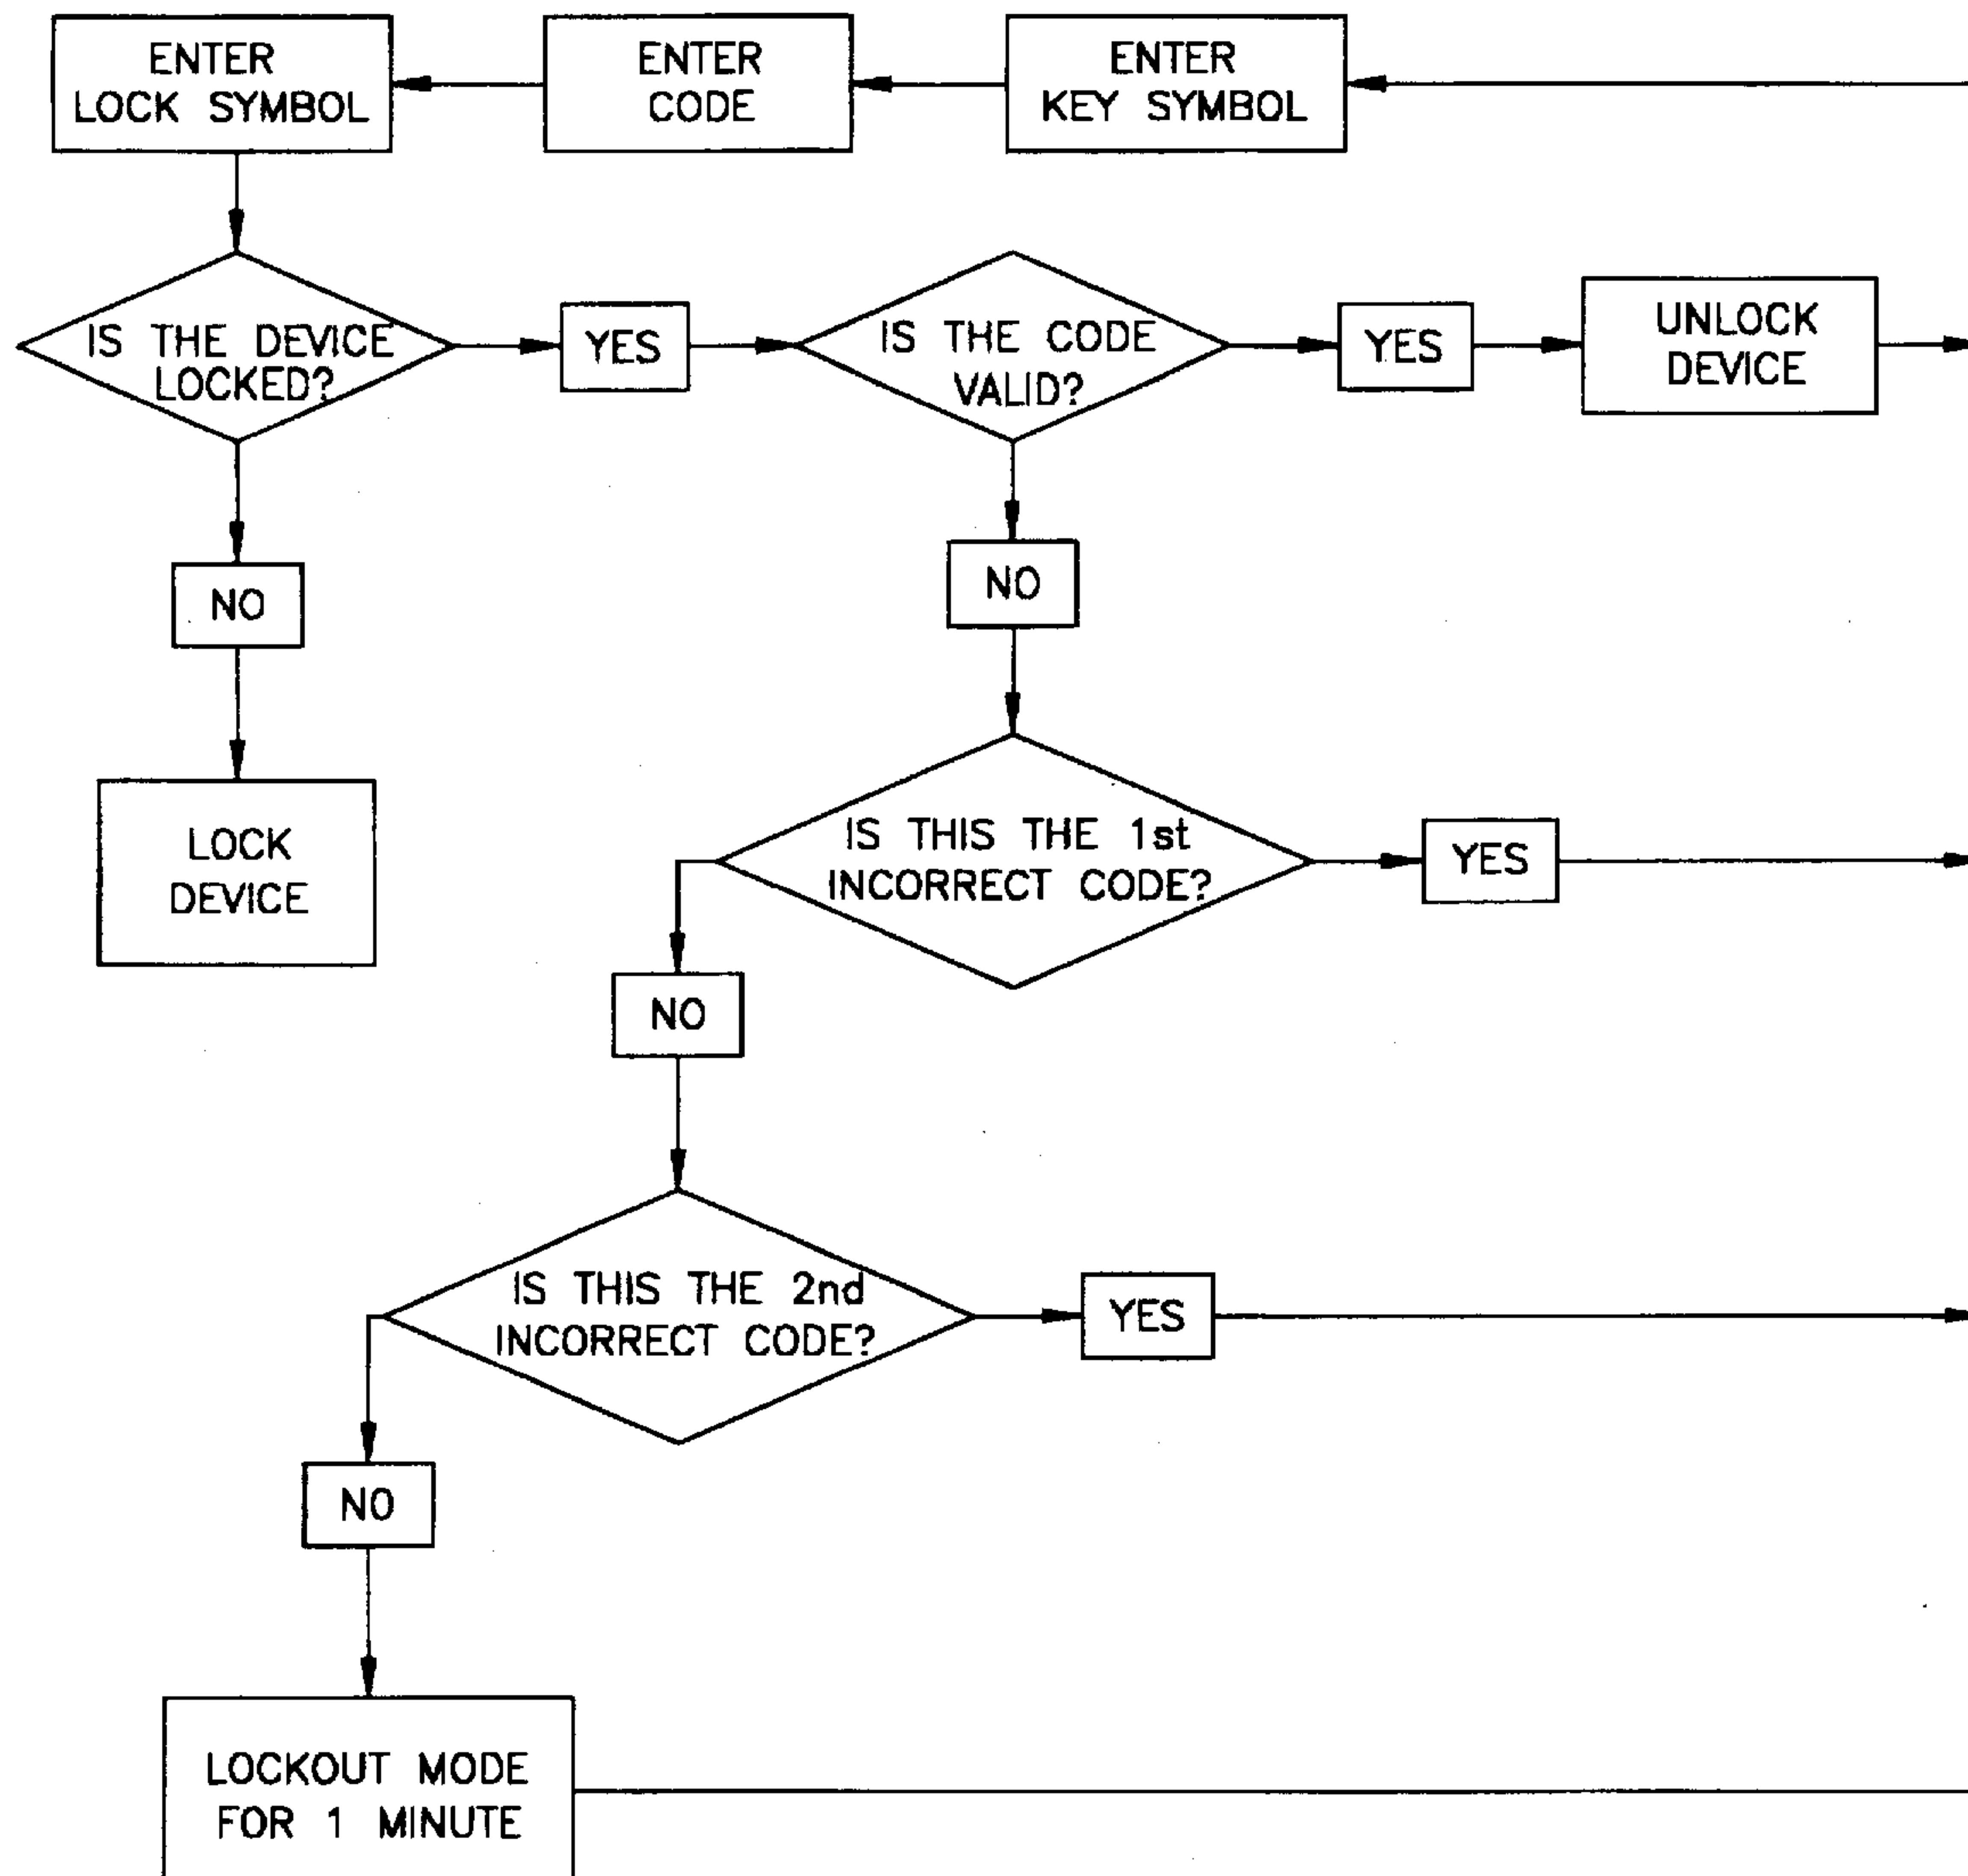 ENTER
LOCK SYMBOL
ENTER
CODE
ENTER
KEY SYMBOL
IS THE DEVICE
LOCKED?
YES
IS THE CODE
VALID?
YES
UNLOCK
DEVICE
NO
NO
LOCK
DEVICE
IS THIS THE 1st
INCORRECT CODE?
YES
NO
IS THIS THE 2nd
INCORRECT CODE?
YES
NO
LOCKOUT MODE
FOR 1 MINUTE